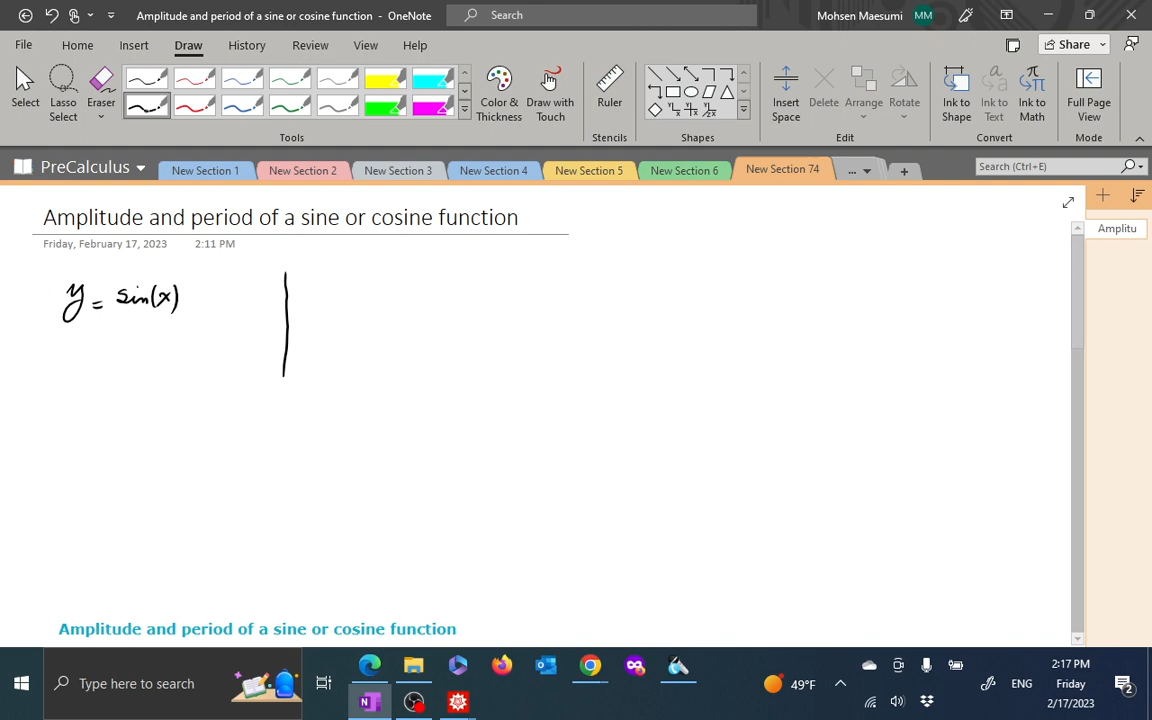 Amplitude and period of a sine or cosine function - OneNote
Search
Mohsen Maesumi MM
File Home Insert Draw History Review View Help
Share
Select
Lasso Select
Eraser
Color & Thickness
Draw with Touch
Ruler
Insert Space
Delete
Arrange
Rotate
Ink to Shape
Ink to Text
Ink to Math
Full Page View
Tools Stencils Shapes Edit Convert Mode
PreCalculus New Section 1 New Section 2 New Section 3 New Section 4 New Section 5 New Section 6 New Section 74 ... + Search (Ctrl+E)
Amplitude and period of a sine or cosine function
Amplitu
Friday, February 17, 2023 2:11 PM
y = sin(x)
Amplitude and period of a sine or cosine function
Type here to search
49°F
ENG
2:17 PM
Friday
2/17/2023
2